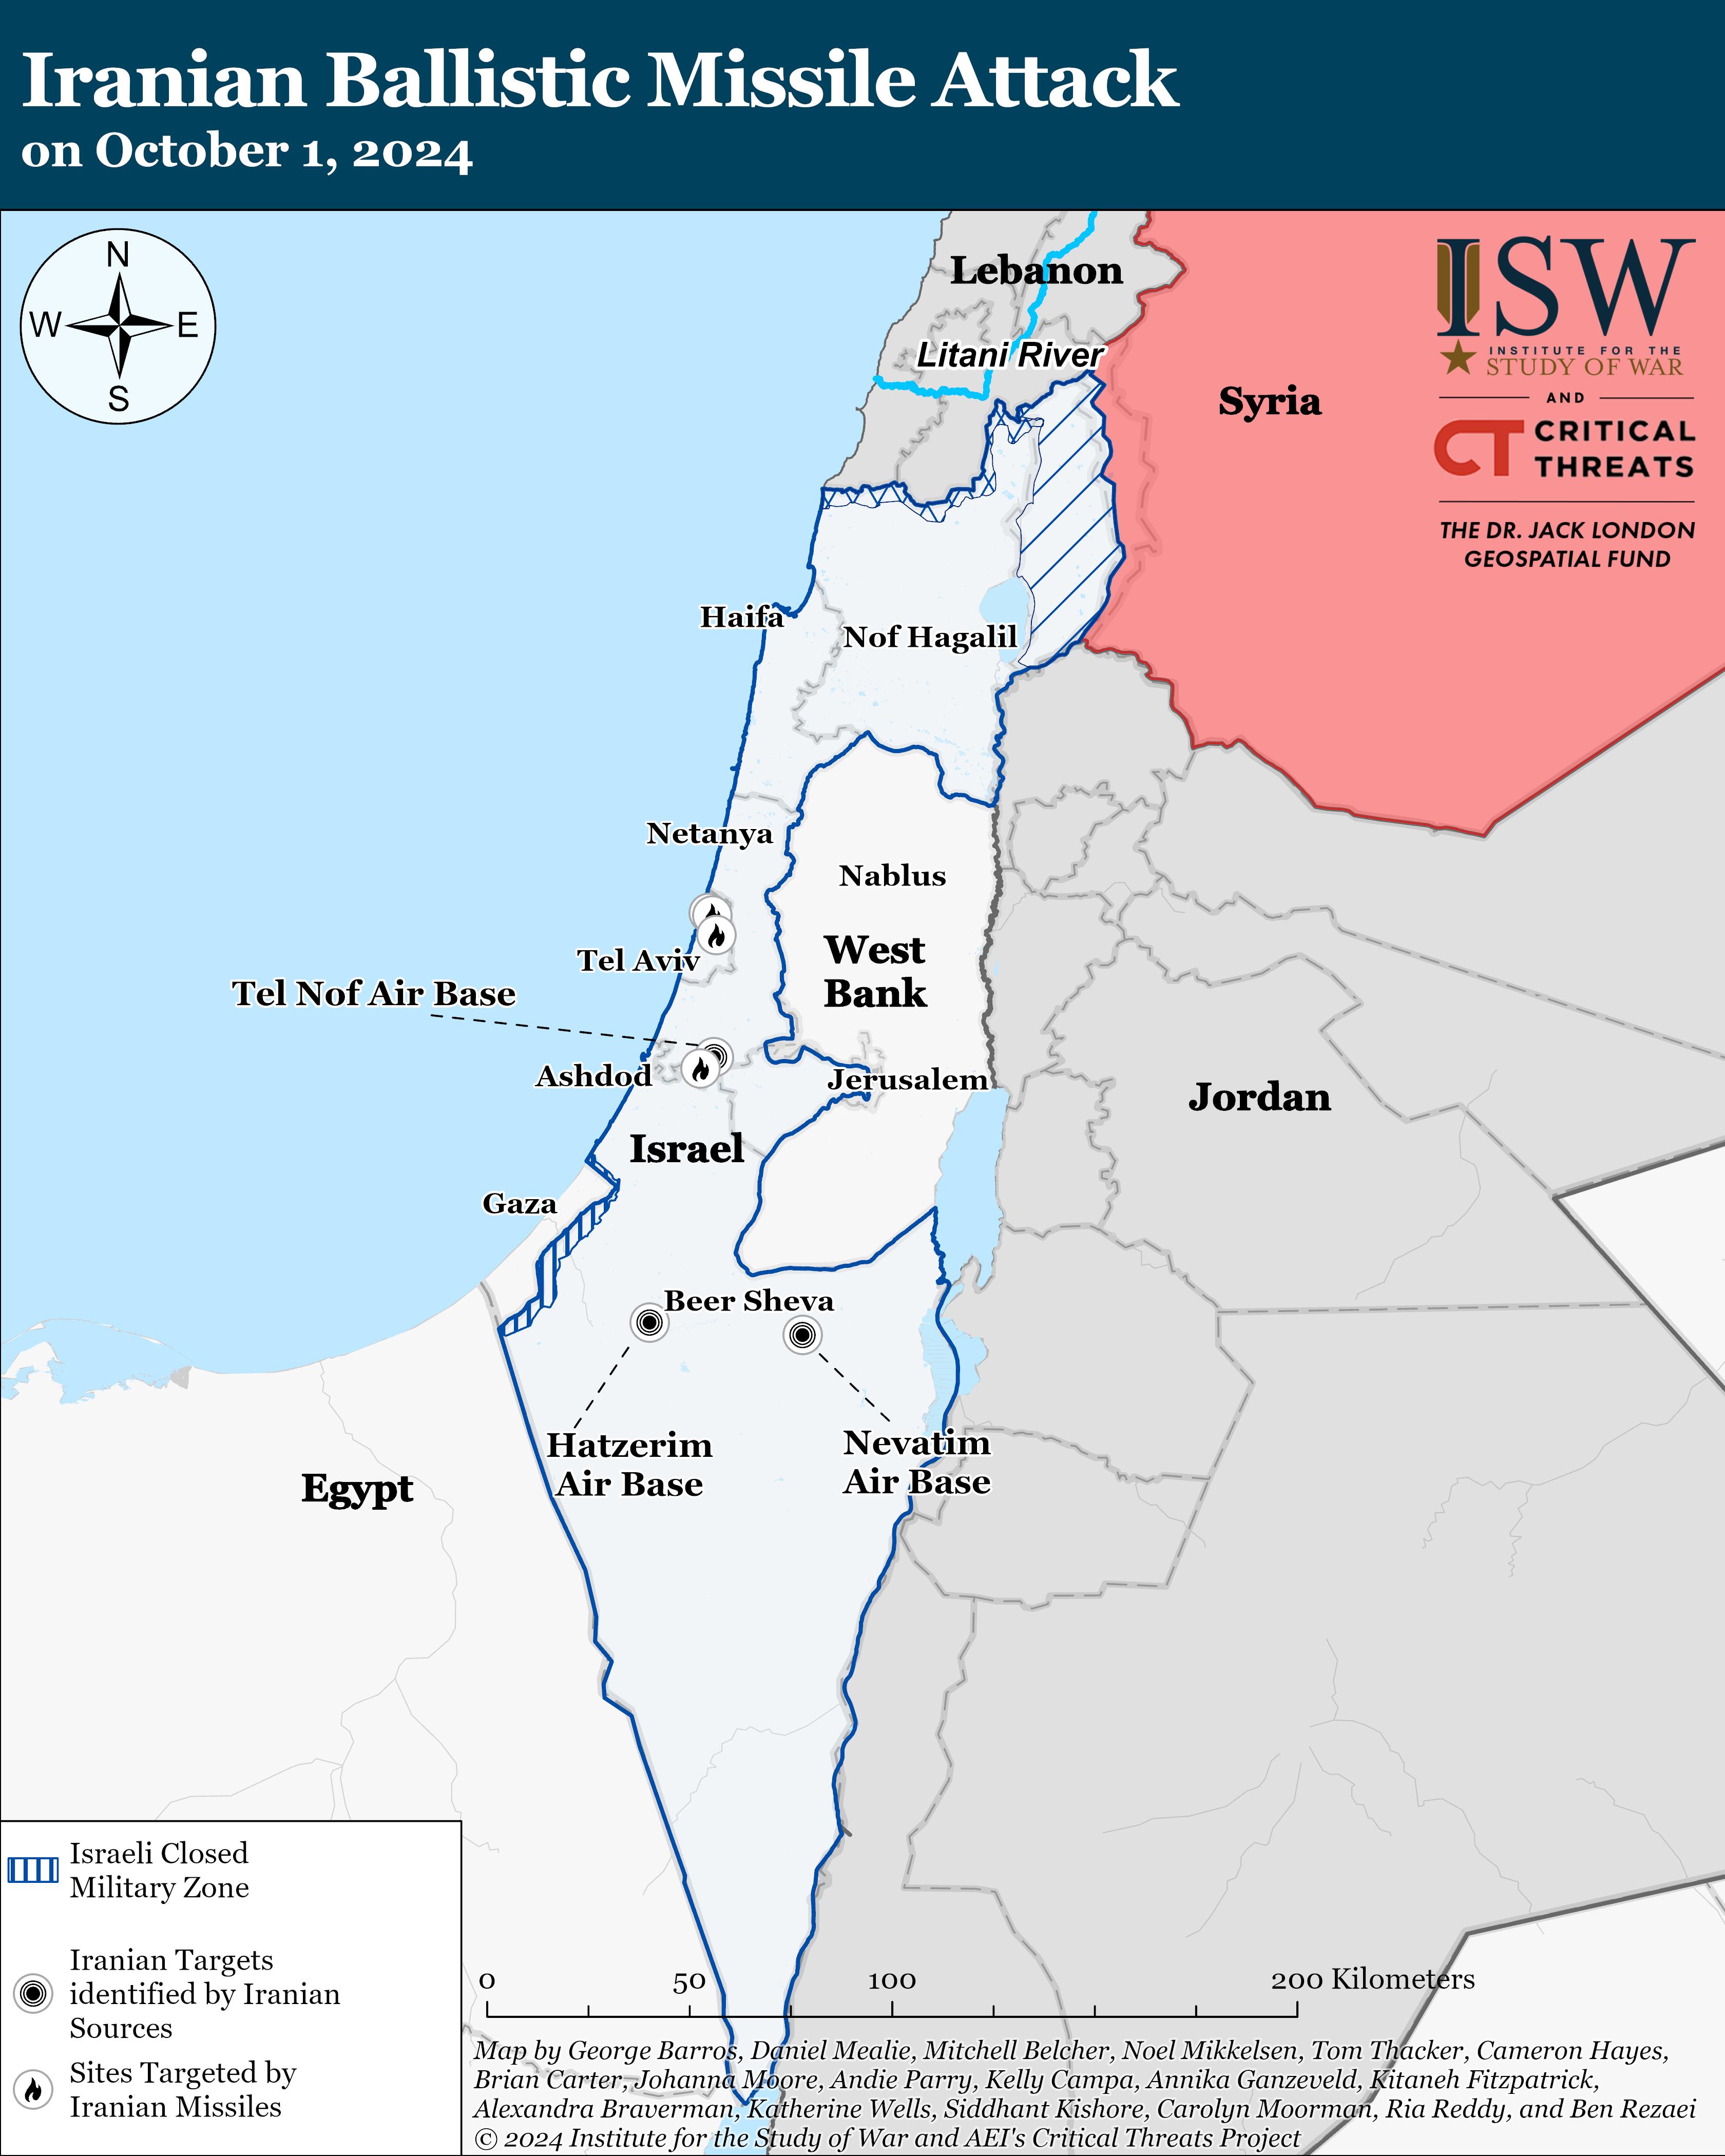 Iranian Ballistic Missile Attack
on October 1, 2024
N
W
E
S
Lebanon
Litani River
Syria
ISW
INSTITUTE FOR THE
STUDY OF WAR
AND
CT CRITICAL
THREATS
THE DR. JACK LONDON
GEOSPATIAL FUND
Haifa
Nof Hagalil
Netanya
Nablus
West
Bank
Tel Aviv
Tel Nof Air Base
Ashdod
Jerusalem
Jordan
Israel
Gaza
Beer Sheva
Hatzerim
Air Base
Nevatim
Air Base
Egypt
Israeli Closed
Military Zone
Iranian Targets
identified by Iranian
Sources
Sites Targeted by
Iranian Missiles
0 50 100 200 Kilometers
Map by George Barros, Daniel Mealie, Mitchell Belcher, Noel Mikkelsen, Tom Thacker, Cameron Hayes,
Brian Carter, Johanna Moore, Andie Parry, Kelly Campa, Annika Ganzeveld, Kitaneh Fitzpatrick,
Alexandra Braverman, Katherine Wells, Siddhant Kishore, Carolyn Moorman, Ria Reddy, and Ben Rezaei
© 2024 Institute for the Study of War and AEI's Critical Threats Project